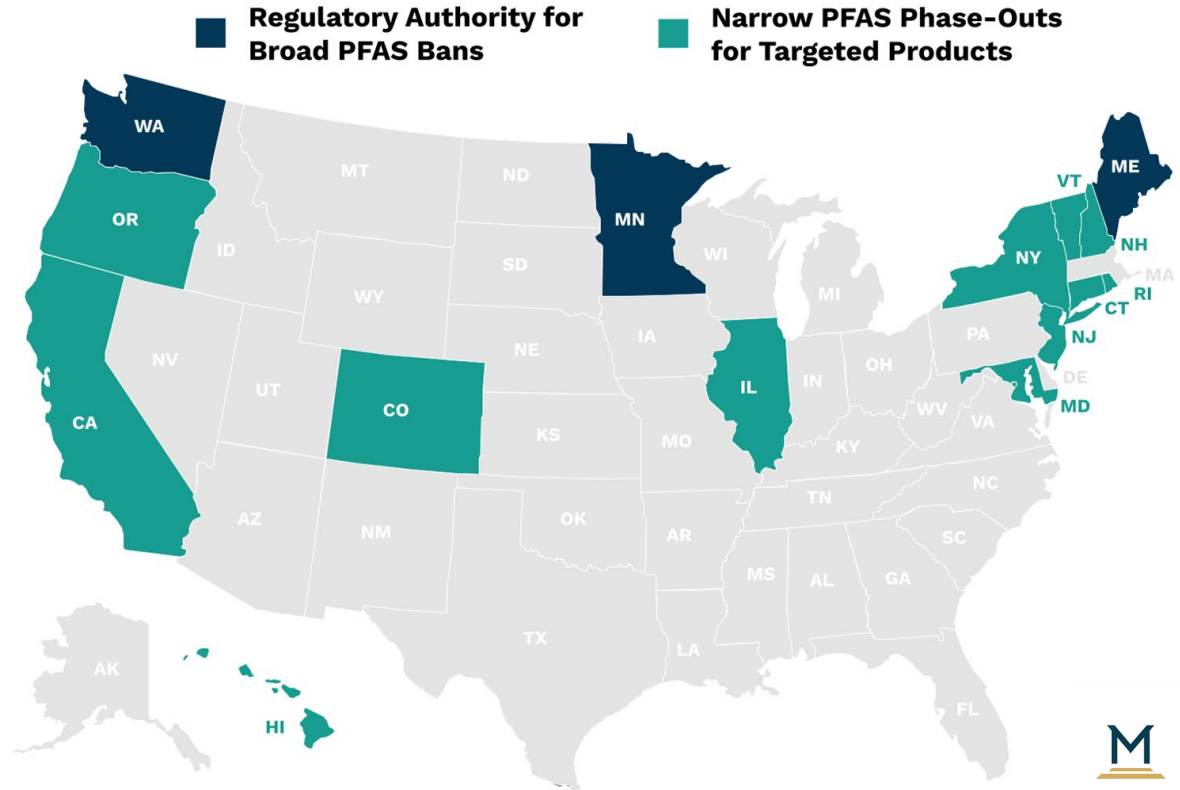 Regulatory Authority for
Broad PFAS Bans
Narrow PFAS Phase-Outs
for Targeted Products
WA
MT
ND
MN
ME
VT
OR
ID
SD
WI
NY
NH
MA
WY
MI
RI
CT
IA
PA
NJ
NV
NE
OH
UT
IL
IN
DE
CO
MD
CA
WV
VA
KS
MO
KY
NC
TN
AZ
NM
OK
AR
SC
MS
AL
GA
TX
LA
AK
FL
HI
M